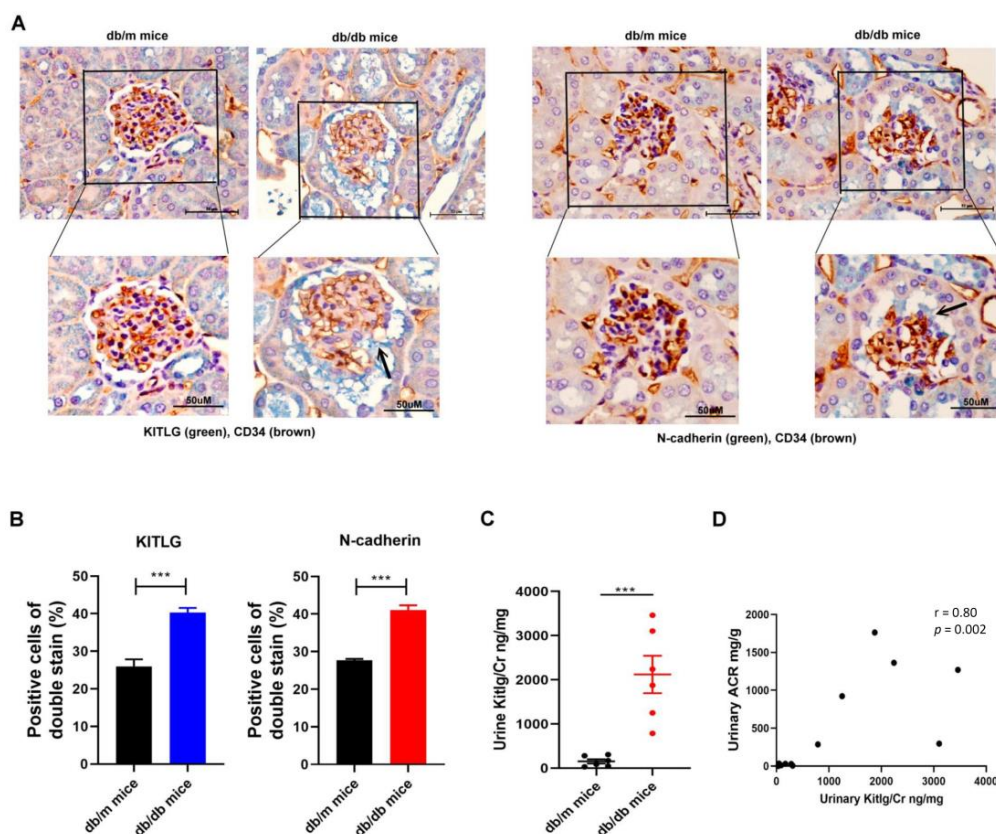 A
db/m mice
db/db mice
db/m mice
db/db mice
50uM
50uM
50uM
50uM
KITLG (green), CD34 (brown)
N-cadherin (green), CD34 (brown)
B
KITLG
Positive cells of
double stain (%)
50
40
30
20
10
0
***
db/m mice
db/db mice
N-cadherin
Positive cells of
double stain (%)
50
40
30
20
10
0
***
db/m mice
db/db mice
C
Urine Kitlg/Cr ng/mg
4000
3000
2000
1000
0
***
db/m mice
db/db mice
D
r = 0.80
p = 0.002
Urinary ACR mg/g
2000
1500
1000
500
0
0
1000
2000
3000
4000
Urinary Kitlg/Cr ng/mg